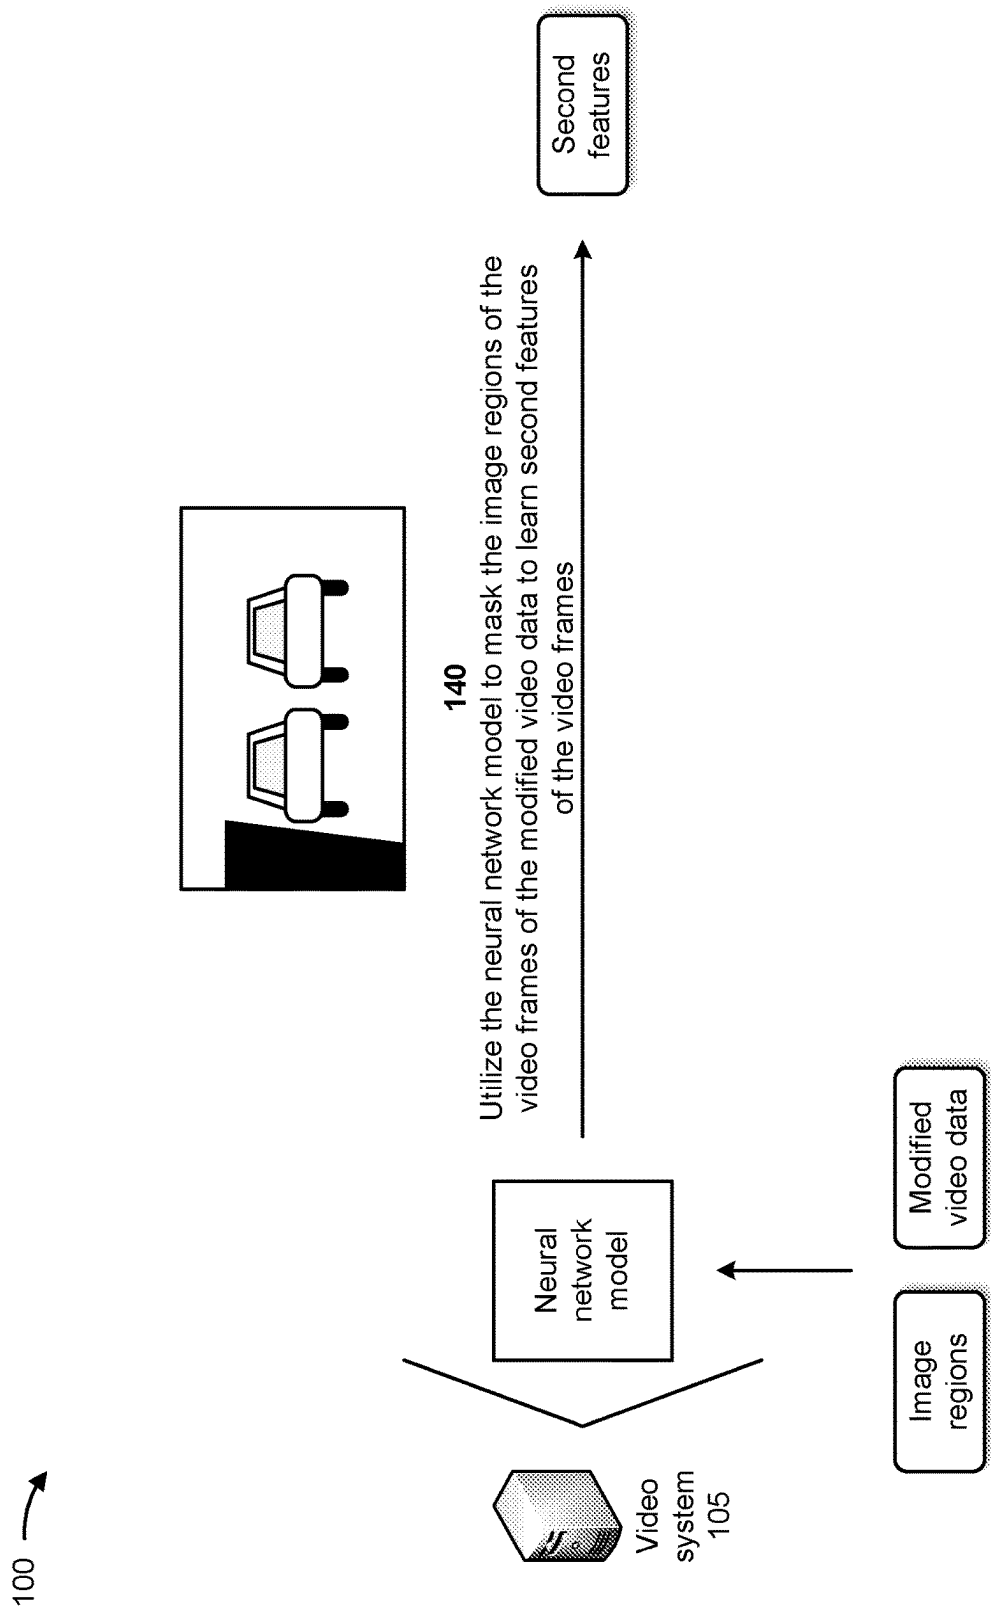 100
140
Utilize the neural network model to mask the image regions of the
video frames of the modified video data to learn second features
of the video frames
Second
features
Neural
network
model
Video
system
105
Image
regions
Modified
video data